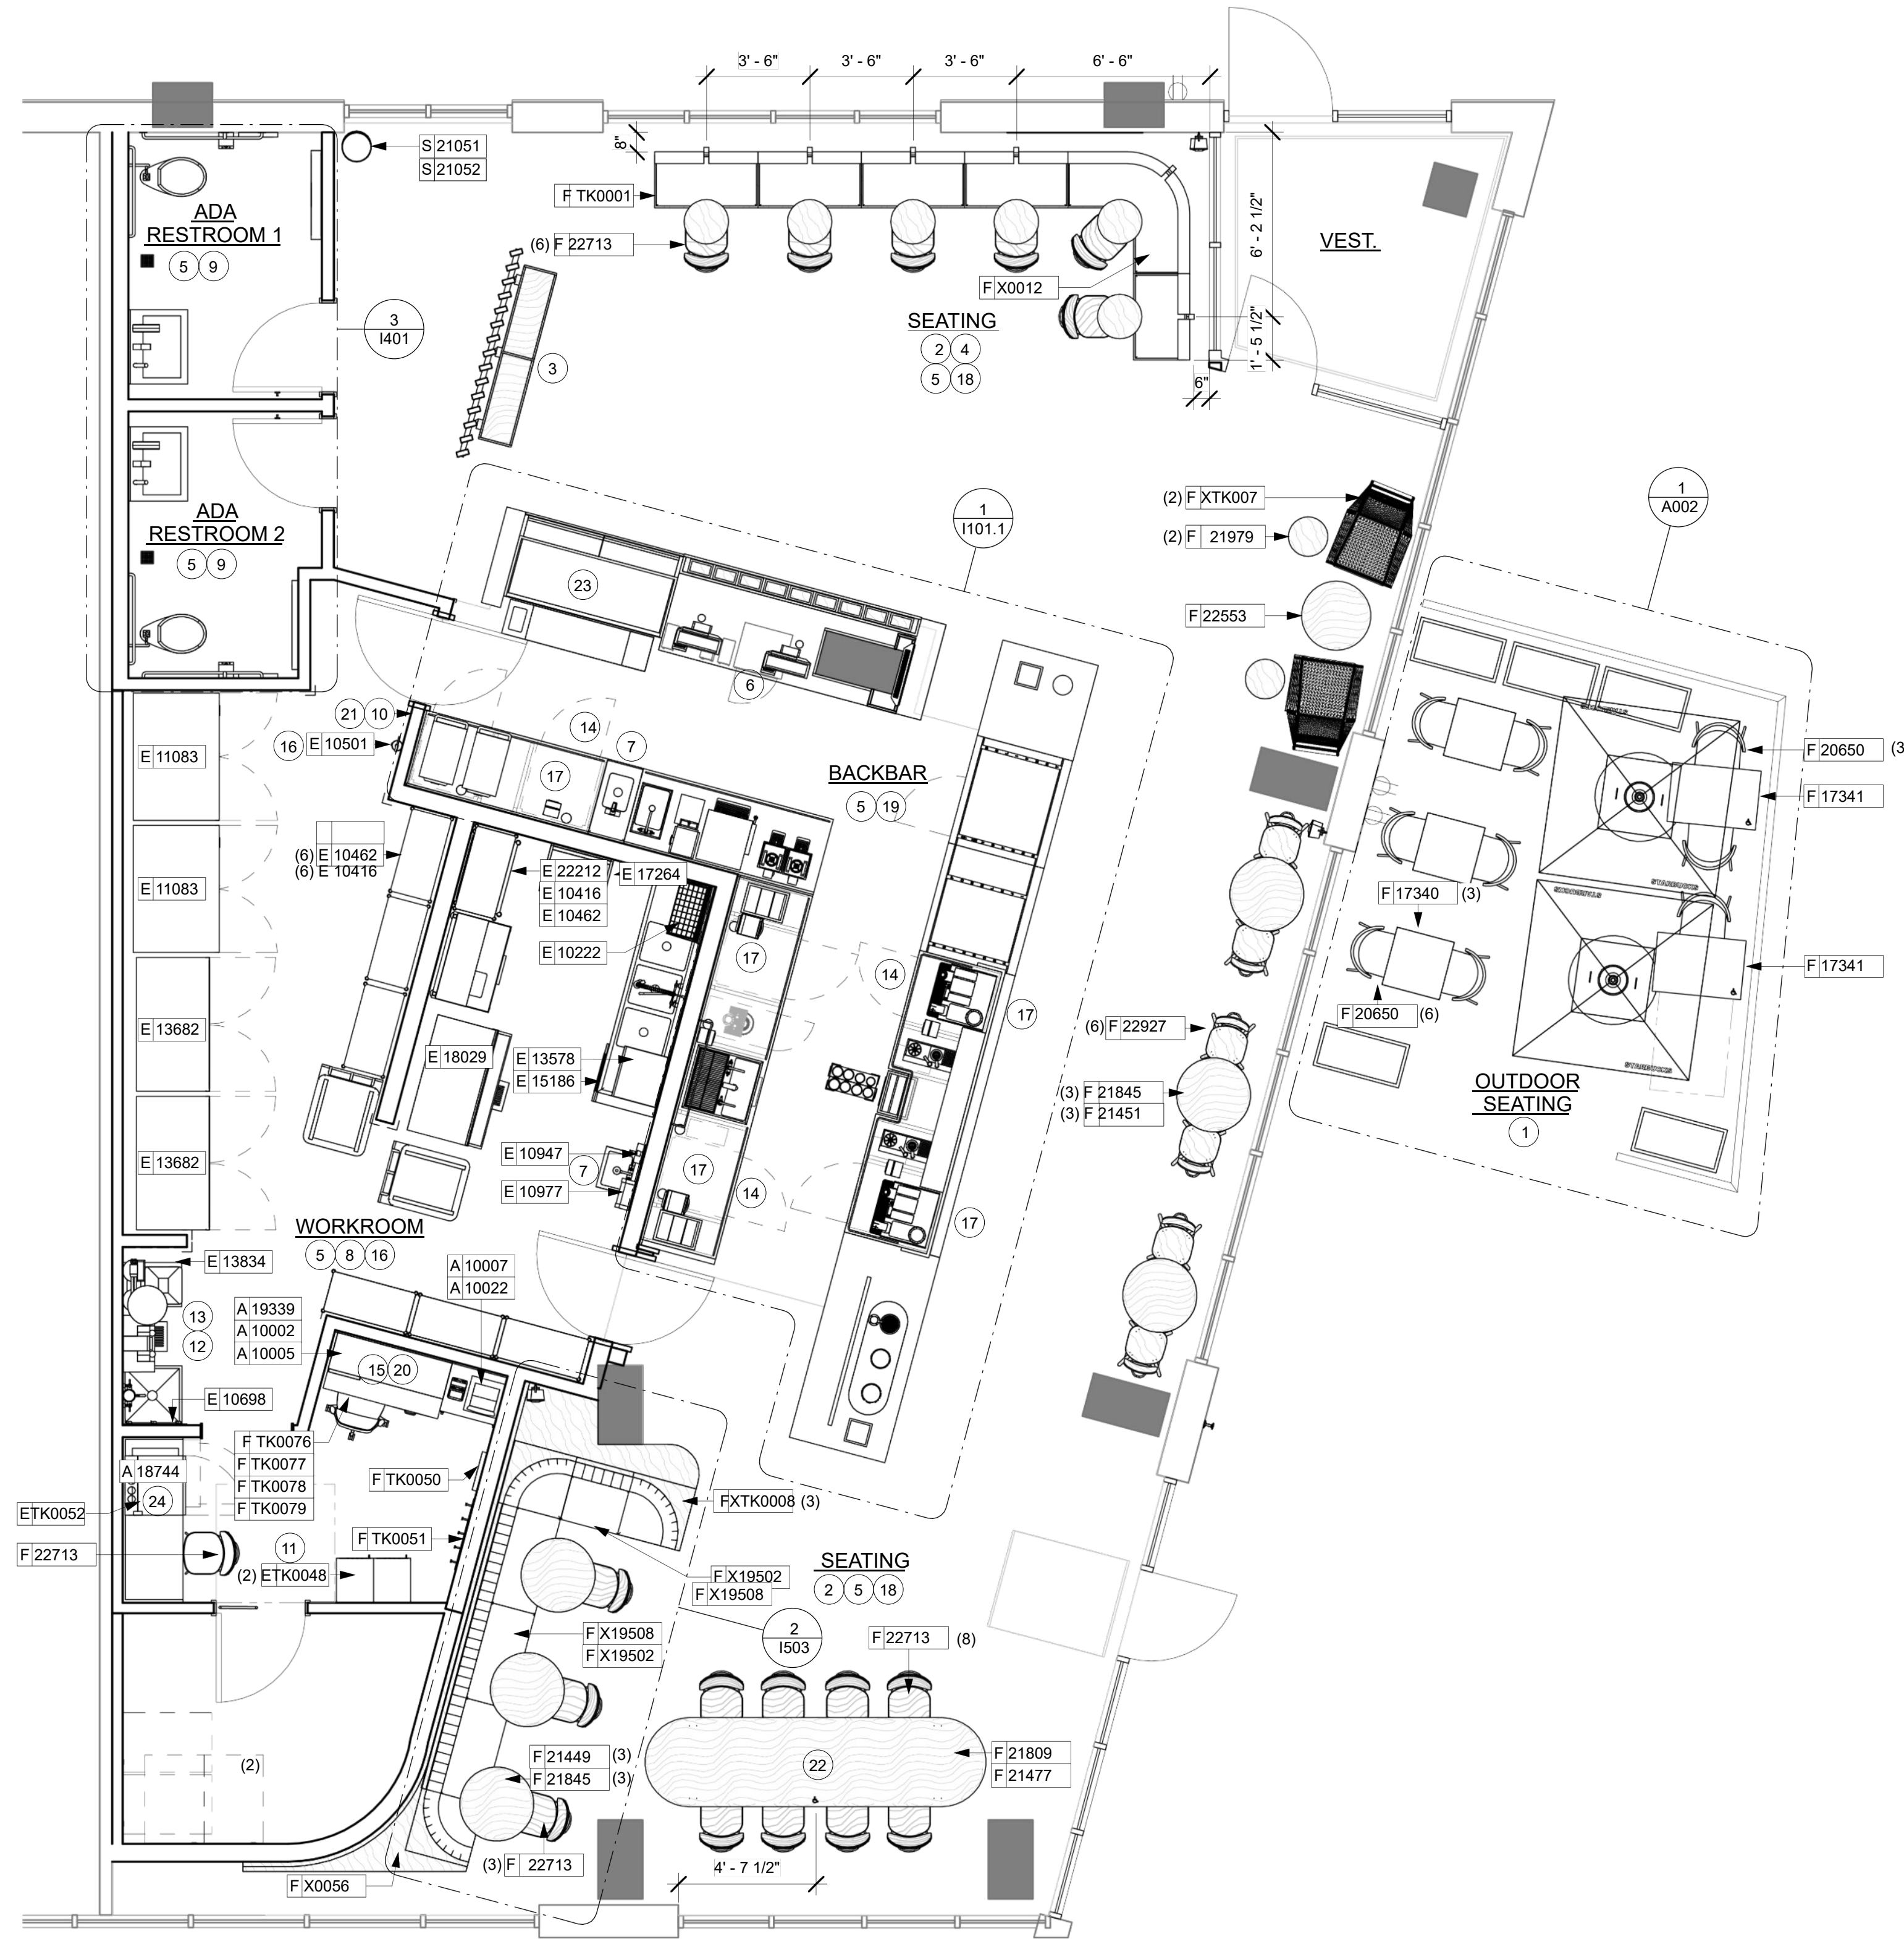 3' - 6"
3' - 6"
3' - 6"
6' - 6"
8"
S 21051
S 21052
F TK0001
(6) F 22713
ADA
RESTROOM 1
5 9
3
I401
3
F X0012
SEATING
2 4
5 18
6' - 2 1/2"
1' - 5 1/2"
6"
VEST.
ADA
RESTROOM 2
5 9
1
I101.1
(2) F XTK007
(2) F 21979
F 22553
1
A002
23
6
21 10
16 E 10501
14
7
17
BACKBAR
5 19
E 11083
E 11083
E 13682
E 13682
(6) E 10462
(6) E 10416
E 22212
E 10416
E 10462
E 17264
E 10222
17
14
17
E 18029
E 13578
E 15186
E 10947
7
E 10977
17
14
17
F 20650 (3
F 17341
F 17340 (3)
F 17341
F 20650 (6)
STARBUCKS
STARBUCKS
STARBUCKS
STARBUCKS
OUTDOOR
SEATING
1
(6) F 22927
(3) F 21845
(3) F 21451
WORKROOM
5 8 16
E 13834
13
12
A 10007
A 10022
A 19339
A 10002
A 10005
15 20
E 10698
F TK0076
F TK0077
F TK0078
F TK0079
A 18744
24
ETK0052
F 22713
11
(2) ETK0048
F TK0050
F TK0051
FXTK0008 (3)
F X19502
F X19508
F X19508
F X19502
2
I503
SEATING
2 5 18
F 22713 (8)
22
F 21809
F 21477
F 21449 (3)
F 21845 (3)
(3) F 22713
(2)
F X0056
4' - 7 1/2"